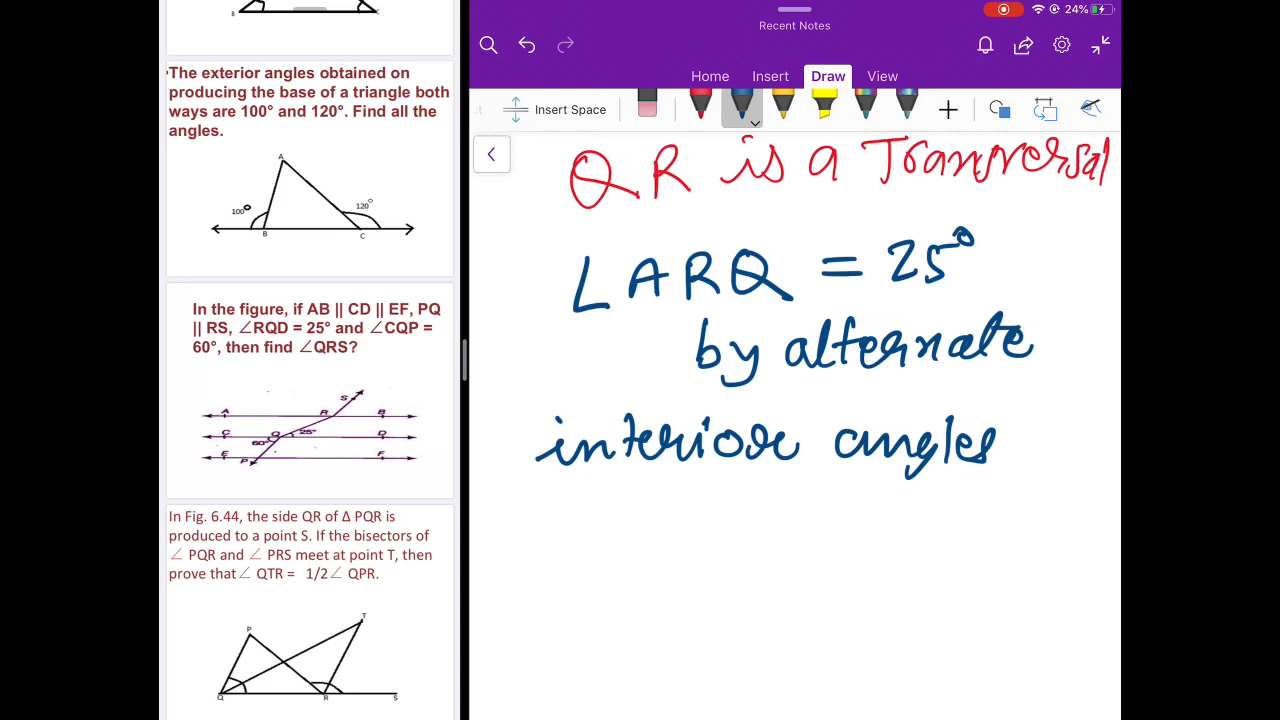 B
C
The exterior angles obtained on
producing the base of a triangle both
ways are 100° and 120°. Find all the
angles.
A
100°
120°
B
C
In the figure, if AB || CD || EF, PQ
|| RS, ∠RQD = 25° and ∠CQP =
60°, then find ∠QRS?
S
A
R
B
C
Q
25°
D
60°
E
P
F
In Fig. 6.44, the side QR of Δ PQR is
produced to a point S. If the bisectors of
∠ PQR and ∠ PRS meet at point T, then
prove that ∠ QTR = 1/2 ∠ QPR.
T
P
Q
R
S
24%
Recent Notes
Home Insert Draw View
Insert Space
QR is a Transversal
∠ARQ = 25°
by alternate
interior angles